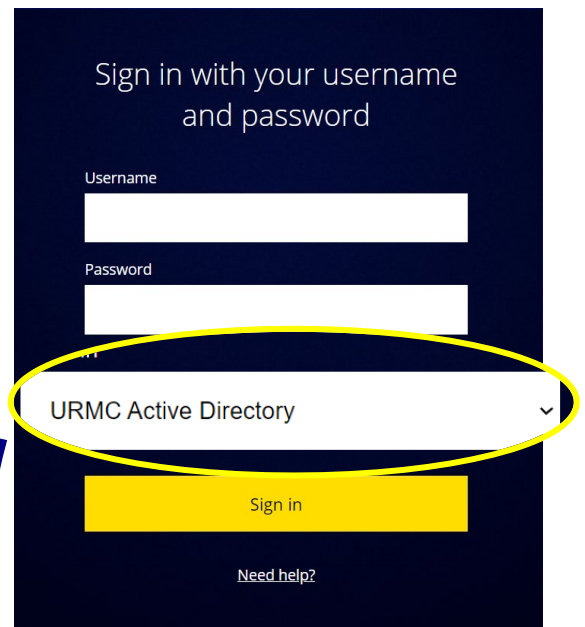 Sign in with your username
and password
Username
Password
URMC Active Directory
Sign in
Need help?